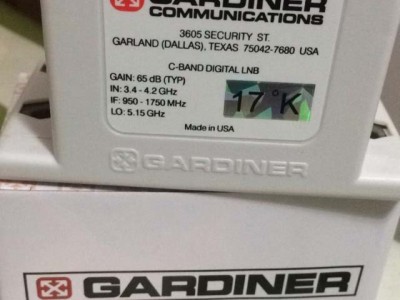 GARDINER
COMMUNICATIONS
3605 SECURITY ST.
GARLAND (DALLAS), TEXAS 75042-7680 USA
C-BAND DIGITAL LNB
GAIN: 65 dB (TYP)
IN: 3.4 - 4.2 GHz
IF: 950 - 1750 MHz
LO: 5.15 GHz
17°K
Made in USA
GARDINER
GARDINER